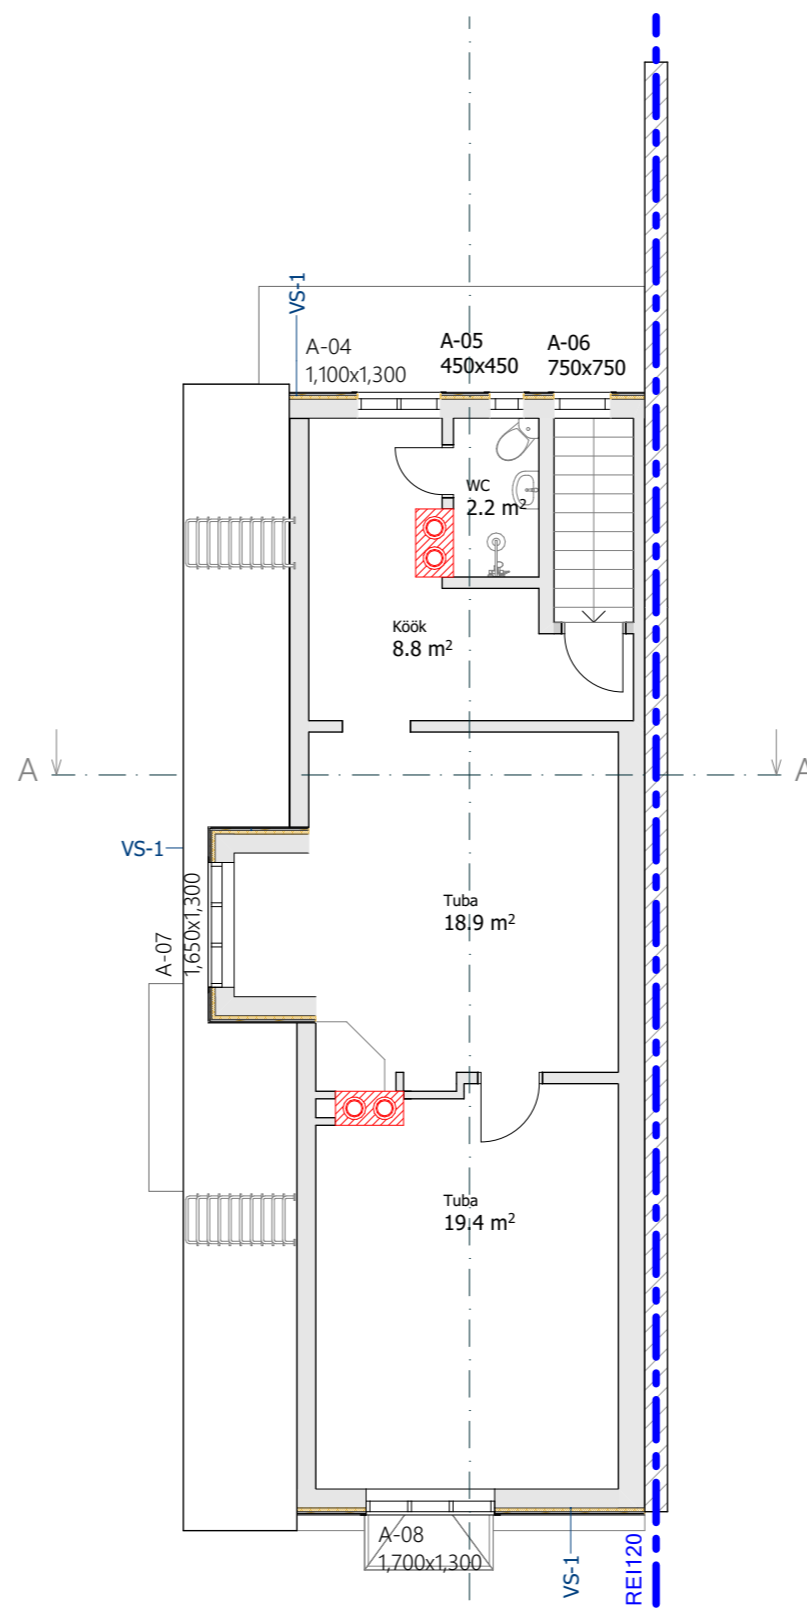 VS-1
A-04
1,100x1,300
A-05
450x450
A-06
750x750
WC
2.2 m²
Köök
8.8 m²
A
A
VS-1
A-07
1,650x1,300
Tuba
18.9 m²
Tuba
19.4 m²
A-08
1,700x1,300
VS-1
REI120